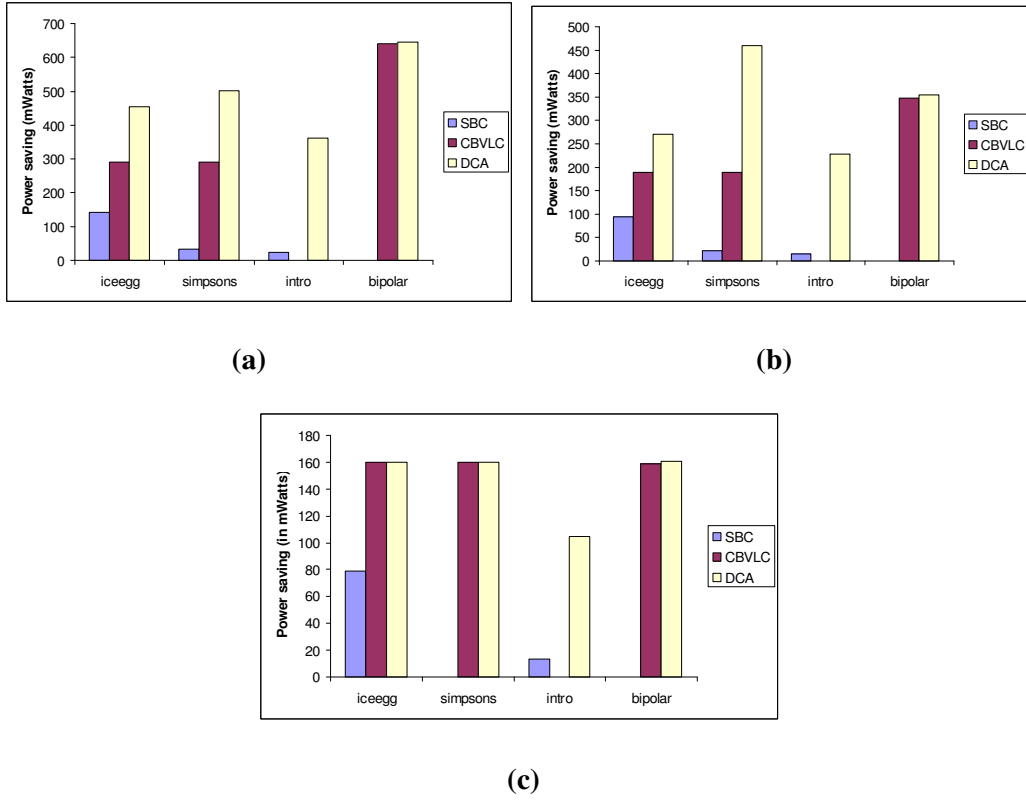 700
600
500
400
300
200
100
0
Power saving (mWatts)
iceegg simpsons intro bipolar
SBC
CBVLC
DCA
(a)
500
450
400
350
300
250
200
150
100
50
0
Power saving (mWatts)
iceegg simpsons intro bipolar
SBC
CBVLC
DCA
(b)
180
160
140
120
100
80
60
40
20
0
Power saving (in mWatts)
iceegg simpsons intro bipolar
SBC
CBVLC
DCA
(c)